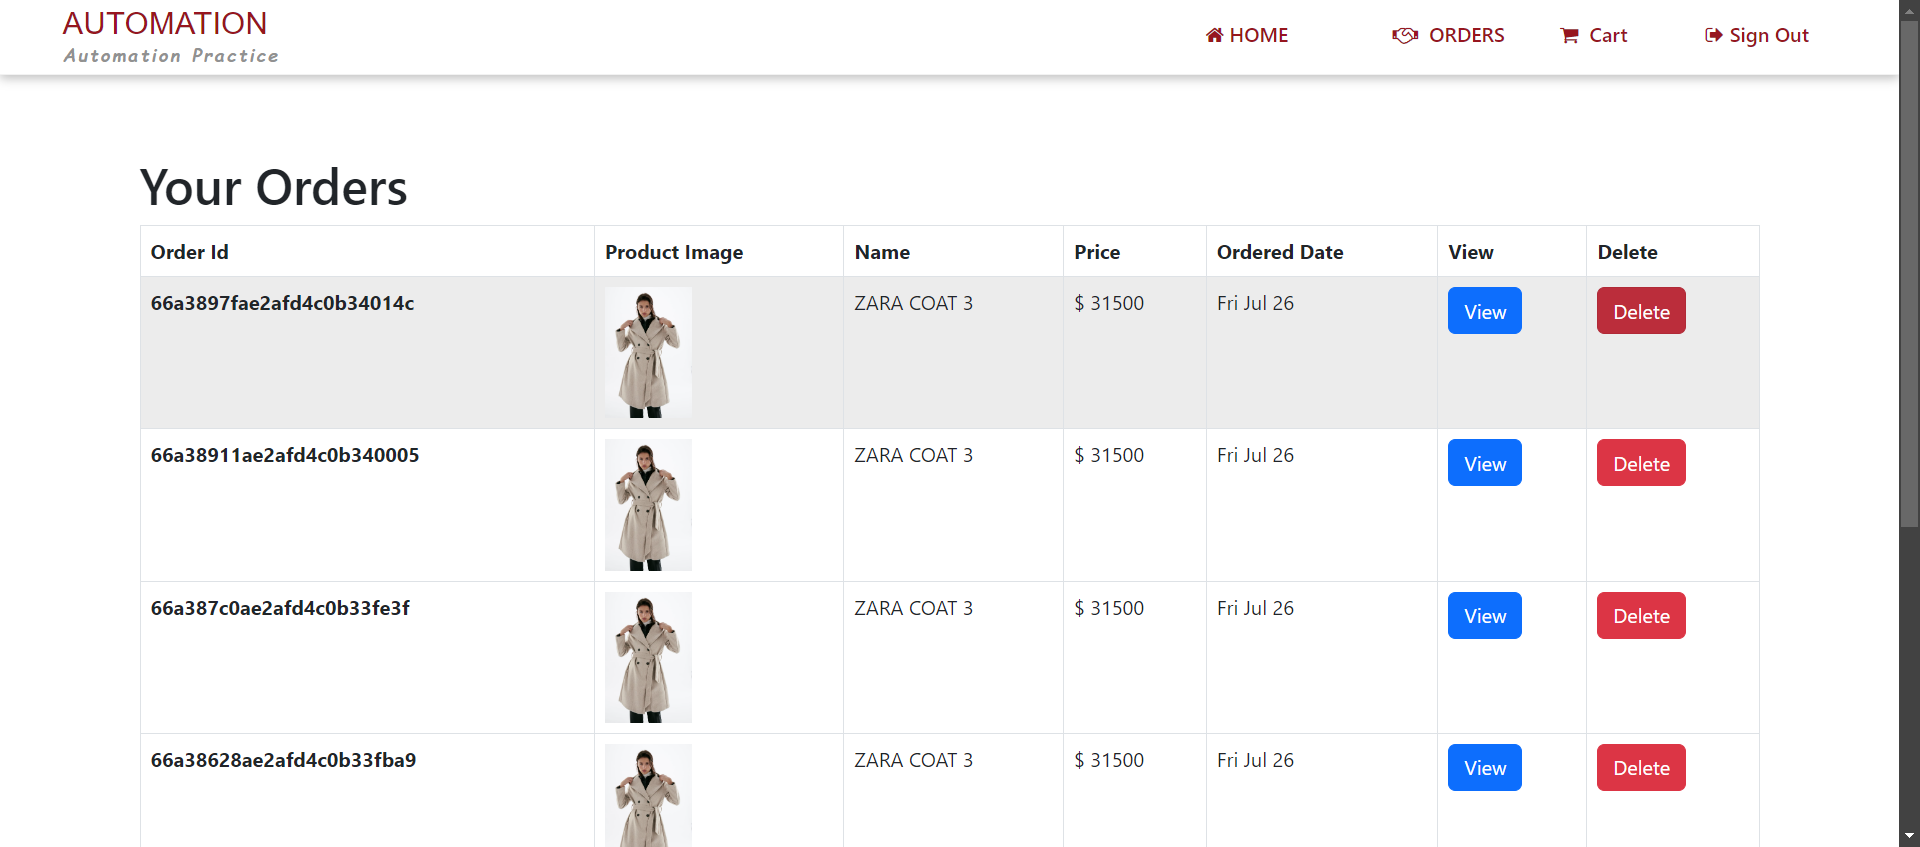 AUTOMATION
Automation Practice
HOME ORDERS Cart Sign Out
Your Orders
Order Id Product Image Name Price Ordered Date View Delete
66a3897fae2afd4c0b34014c ZARA COAT 3 $ 31500 Fri Jul 26 View Delete
66a38911ae2afd4c0b340005 ZARA COAT 3 $ 31500 Fri Jul 26 View Delete
66a387c0ae2afd4c0b33fe3f ZARA COAT 3 $ 31500 Fri Jul 26 View Delete
66a38628ae2afd4c0b33fba9 ZARA COAT 3 $ 31500 Fri Jul 26 View Delete